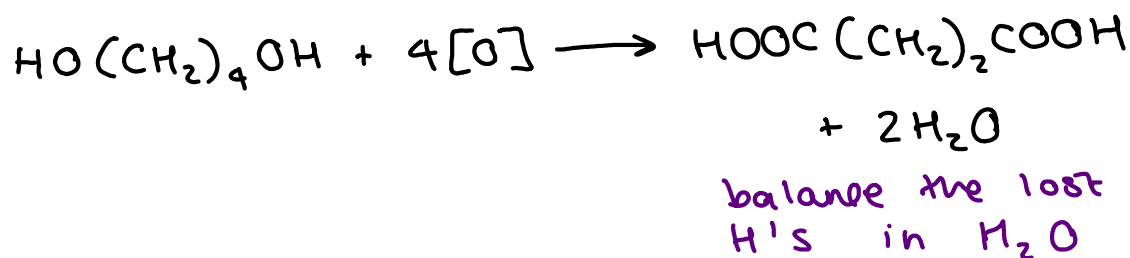 HO(CH₂)₄OH + 4[O] ⟶ HOOC(CH₂)₂COOH
+ 2H₂O
balance the lost
H's in H₂O